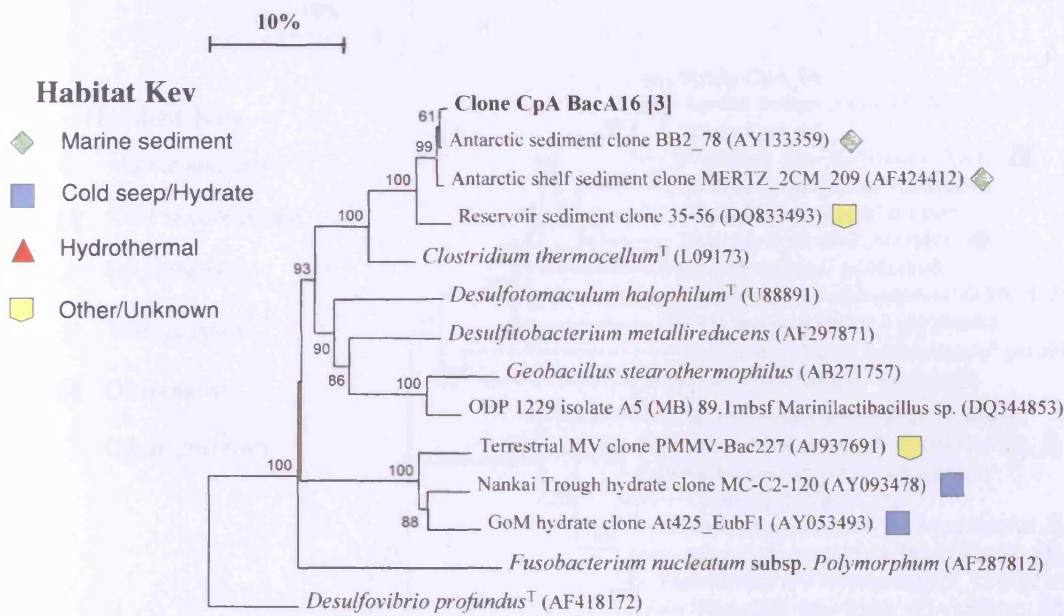 10%
Habitat Kev
Marine sediment
Cold seep/Hydrate
Hydrothermal
Other/Unknown
Clone CpA BacA16 [3]
61
Antarctic sediment clone BB2_78 (AY133359)
99
Antarctic shelf sediment clone MERTZ_2CM_209 (AF424412)
100
Reservoir sediment clone 35-56 (DQ833493)
100
Clostridium thermocellumᵀ (L09173)
93
Desulfotomaculum halophilumᵀ (U88891)
90
Desulfitobacterium metallireducens (AF297871)
86
Geobacillus stearothermophilus (AB271757)
100
ODP 1229 isolate A5 (MB) 89.1mbsf Marinilactibacillus sp. (DQ344853)
Terrestrial MV clone PMMV-Bac227 (AJ937691)
100
100
Nankai Trough hydrate clone MC-C2-120 (AY093478)
88
GoM hydrate clone At425_EubF1 (AY053493)
Fusobacterium nucleatum subsp. Polymorphum (AF287812)
Desulfovibrio profundusᵀ (AF418172)